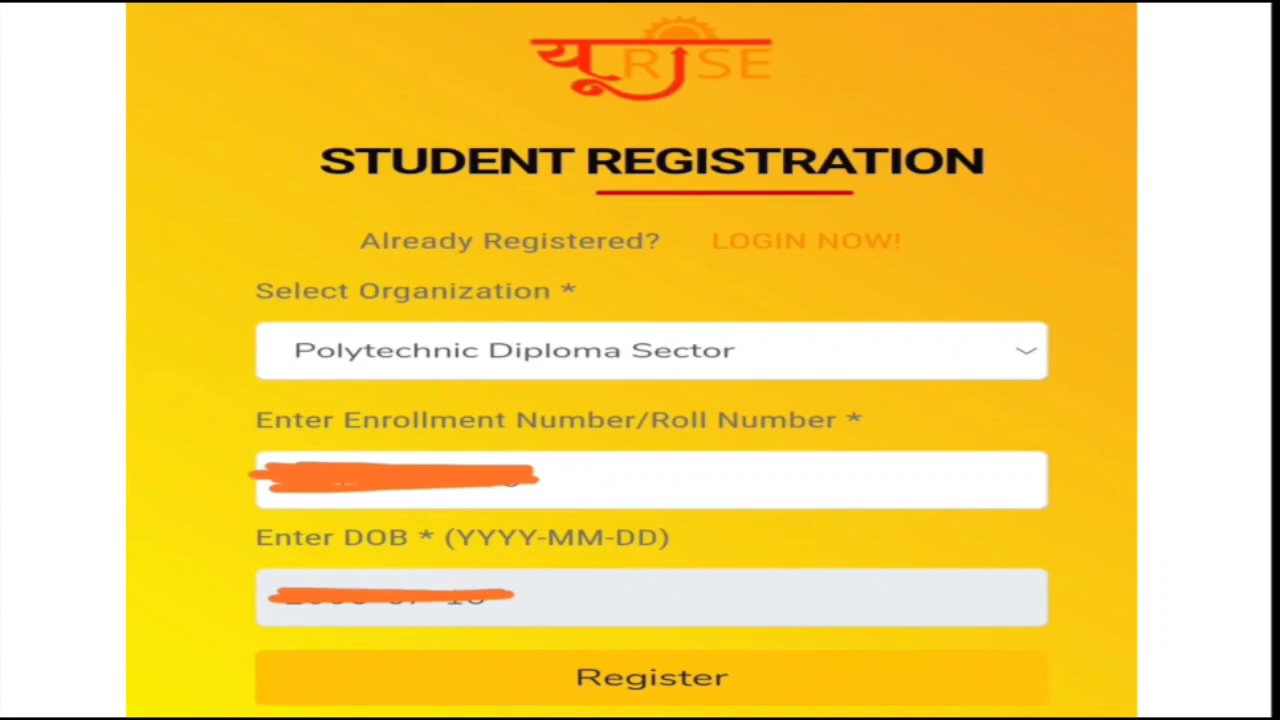 यू RISE
STUDENT REGISTRATION
Already Registered? LOGIN NOW!
Select Organization *
Polytechnic Diploma Sector
Enter Enrollment Number/Roll Number *
Enter DOB * (YYYY-MM-DD)
Register